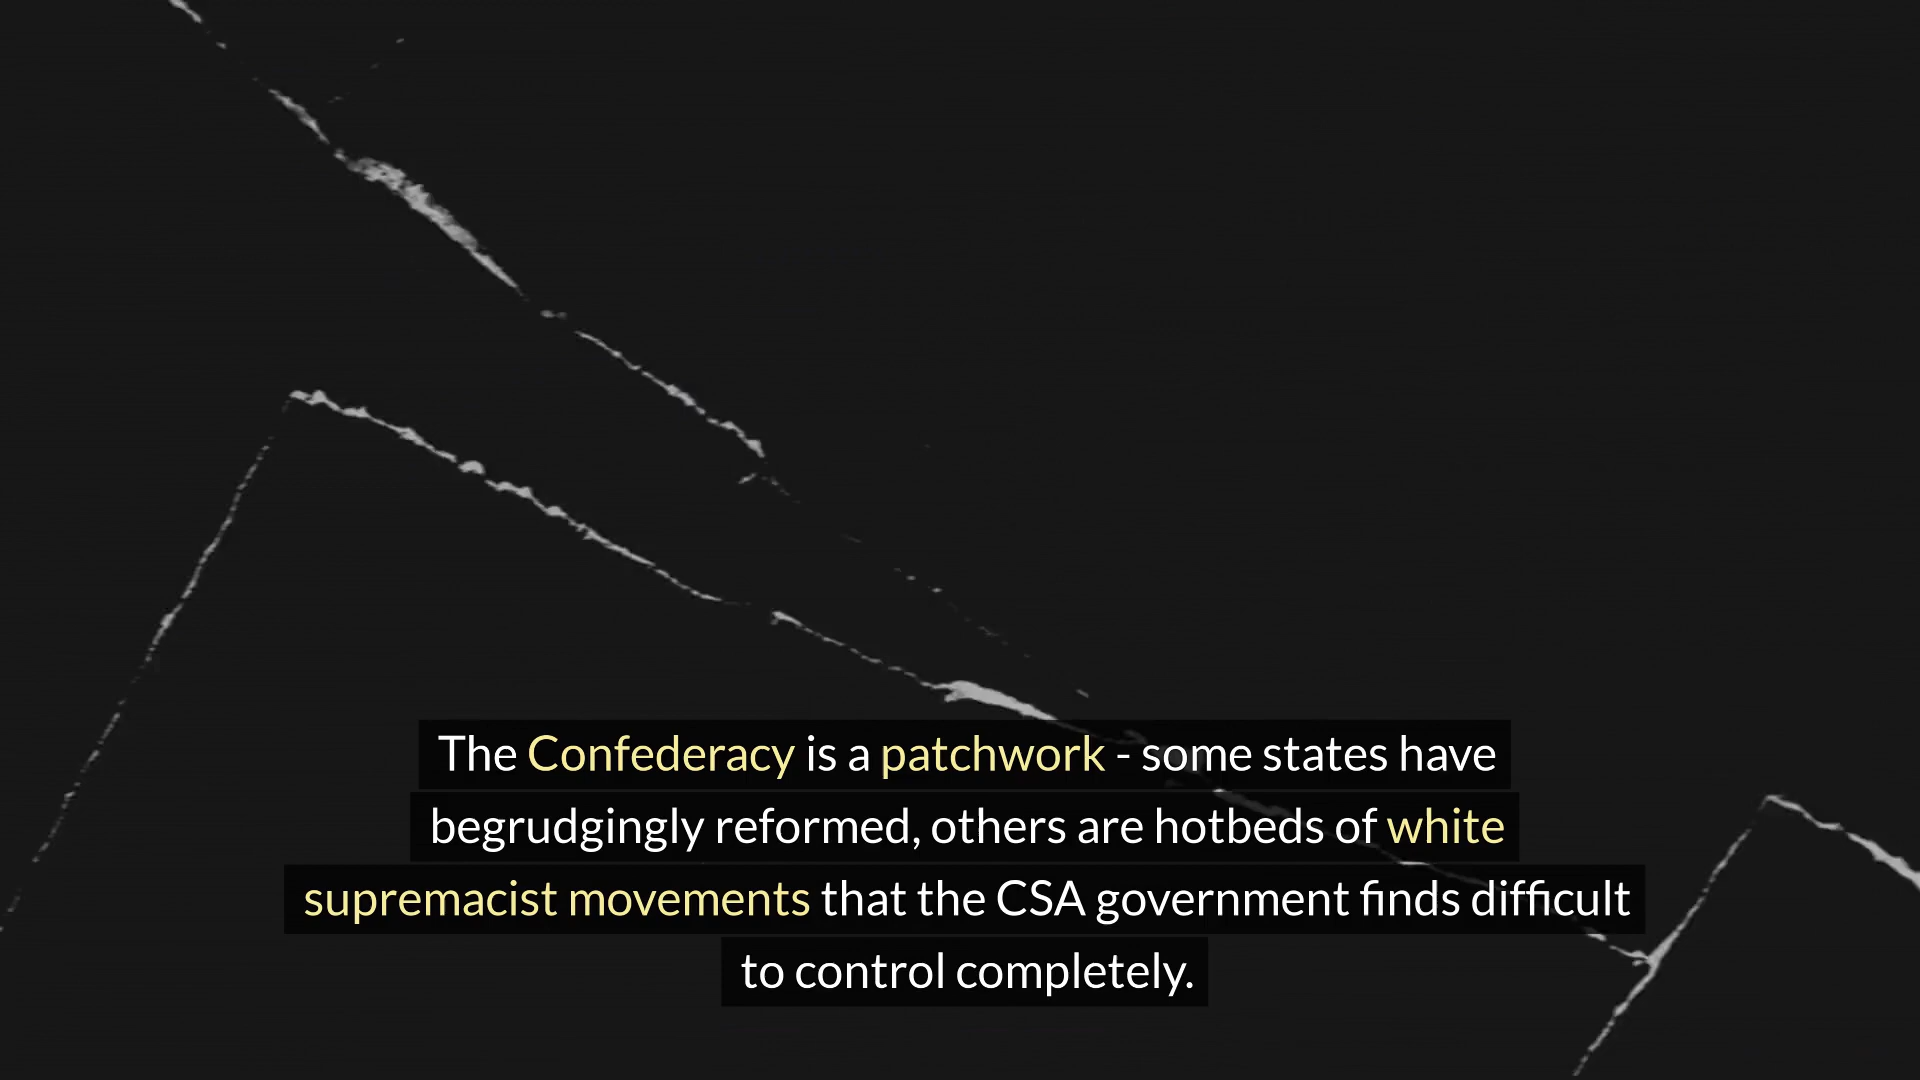 The Confederacy is a patchwork - some states have
begrudgingly reformed, others are hotbeds of white
supremacist movements that the CSA government finds difficult
to control completely.